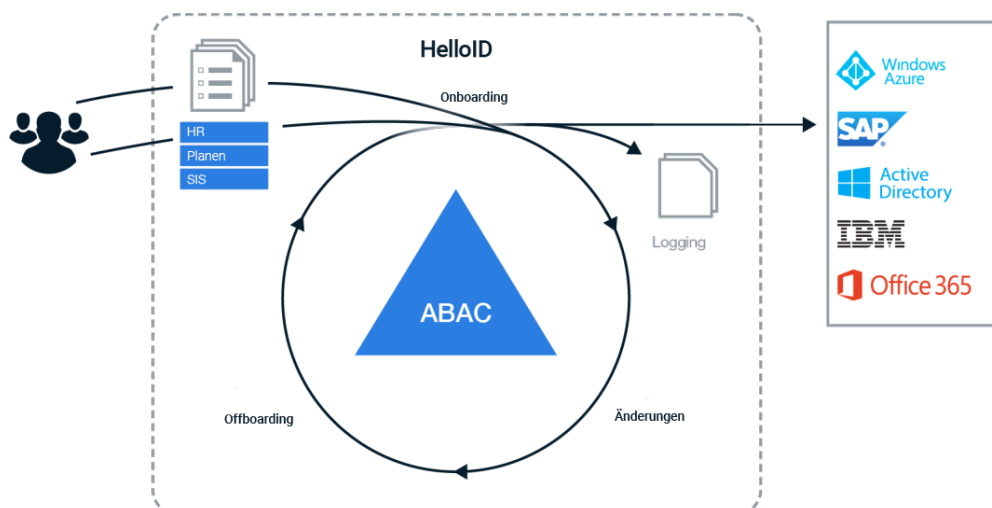 HelloID
Onboarding
HR
Planen
SIS
Logging
ABAC
Offboarding
Änderungen
Windows
Azure
SAP
®
Active
Directory
IBM
Office 365